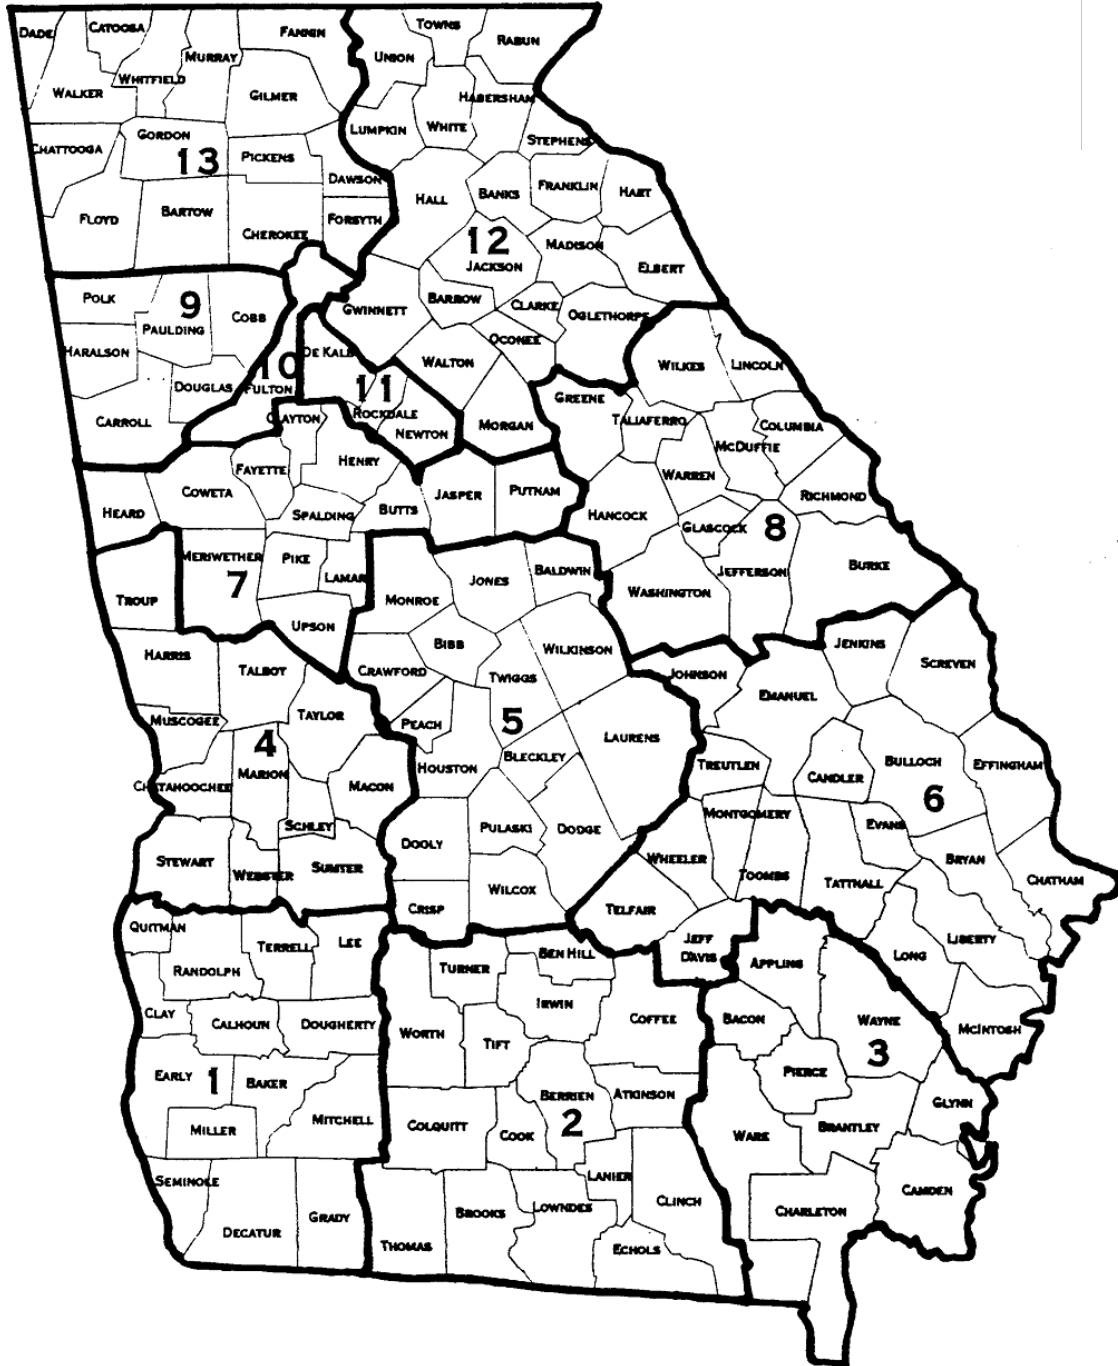 DADE
CATOOSA
FANNIN
TOWNS
RABUN
UNION
MURRAY
WHITFIELD
WALKER
GILMER
HABERSHAM
LUMPKIN
WHITE
STEPHENS
CHATTOOGA
GORDON
13
PICKENS
DAWSON
HALL
BANKS
FRANKLIN
HART
FLOYD
BARTOW
FORSYTH
CHEROKEE
12
JACKSON
MADISON
ELBERT
POLK
9
PAULDING
COBB
GWINNETT
BARROW
CLARKE
OGLETHORPE
OCONEE
HARALSON
DE KALB
WALTON
WILKES
LINCOLN
10
FULTON
DOUGLAS
11
ROCKDALE
GREENE
CARROLL
CLAYTON
NEWTON
MORGAN
TALIAFERRO
COLUMBIA
MCDUFFIE
FAYETTE
HENRY
WARREN
COWETA
JASPER
PUTNAM
RICHMOND
HEARD
SPALDING
BUTTS
HANCOCK
GLASCOCK
8
MERIWETHER
PIKE
LAMAR
JONES
BALDWIN
JEFFERSON
BURKE
7
TROUP
MONROE
WASHINGTON
UPSON
HARRIS
BIBB
WILKINSON
JENKINS
SCREVEN
TALBOT
CRAWFORD
TWIGGS
JOHNSON
EMANUEL
MUSCOGEE
TAYLOR
PEACH
5
4
MARION
LAURENS
HOUSTON
BLECKLEY
TREUTLEN
CANDLER
BULLOCH
EFFINGHAM
CHATTAHOOCHEE
MACON
6
SCHLEY
PULASKI
DODGE
MONTGOMERY
EVANS
DOOLY
STEWART
WEBSTER
SUMTER
WHEELER
TOOMBS
TATTNALL
BRYAN
CHATHAM
WILCOX
CRISP
TELFAIR
QUITMAN
TERRELL
LEE
JEFF
DAVIS
LIBERTY
RANDOLPH
TURNER
BEN HILL
APPLING
LONG
CLAY
CALHOUN
DOUGHERTY
WORTH
IRWIN
COFFEE
BACON
WAYNE
MCINTOSH
TIFT
3
EARLY
1
BAKER
PIERCE
BERRIEN
ATKINSON
GLYNN
MILLER
MITCHELL
COLQUITT
COOK
2
WARE
BRANTLEY
SEMINOLE
LANIER
CLINCH
CAMDEN
DECATUR
GRADY
THOMAS
BROOKS
LOWNDES
ECHOLS
CHARLETON